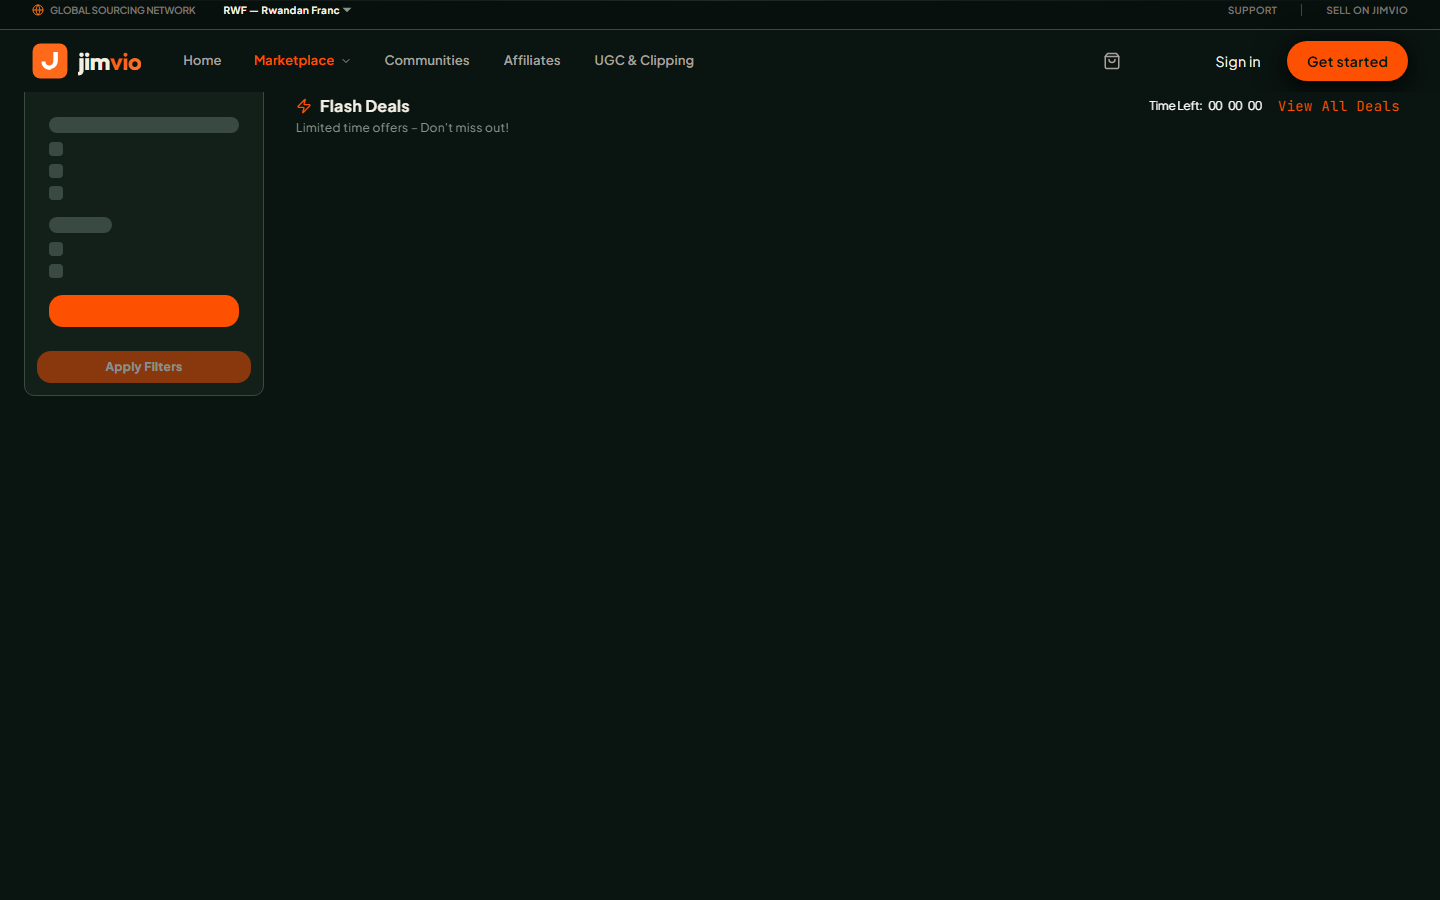 GLOBAL SOURCING NETWORK
RWF — Rwandan Franc
SUPPORT
SELL ON JIMVIO
jimvio
Home
Marketplace
Communities
Affiliates
UGC & Clipping
Sign in
Get started
Flash Deals
Time Left: 00 00 00
View All Deals
Limited time offers – Don't miss out!
Apply Filters